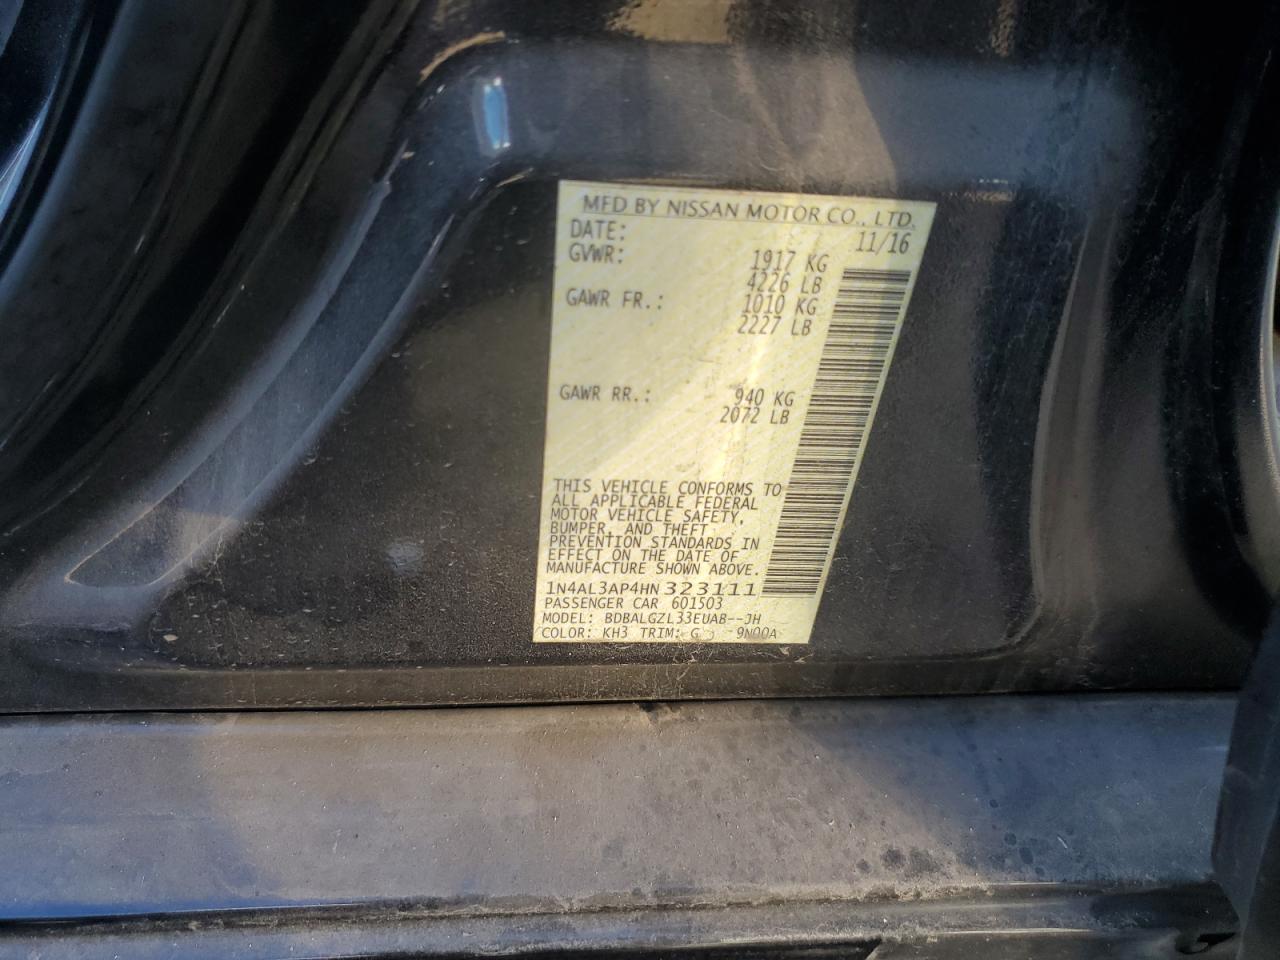 MFD BY NISSAN MOTOR CO., LTD.
DATE: 11/16
GVWR: 1917 KG
4226 LB
GAWR FR.: 1010 KG
2227 LB
GAWR RR.: 940 KG
2072 LB
THIS VEHICLE CONFORMS TO
ALL APPLICABLE FEDERAL
MOTOR VEHICLE SAFETY,
BUMPER, AND THEFT
PREVENTION STANDARDS IN
EFFECT ON THE DATE OF
MANUFACTURE SHOWN ABOVE.
1N4AL3AP4HN323111
PASSENGER CAR 601503
MODEL: BDBALGZL33EUAB--JH
COLOR: KH3 TRIM: G 9N00A